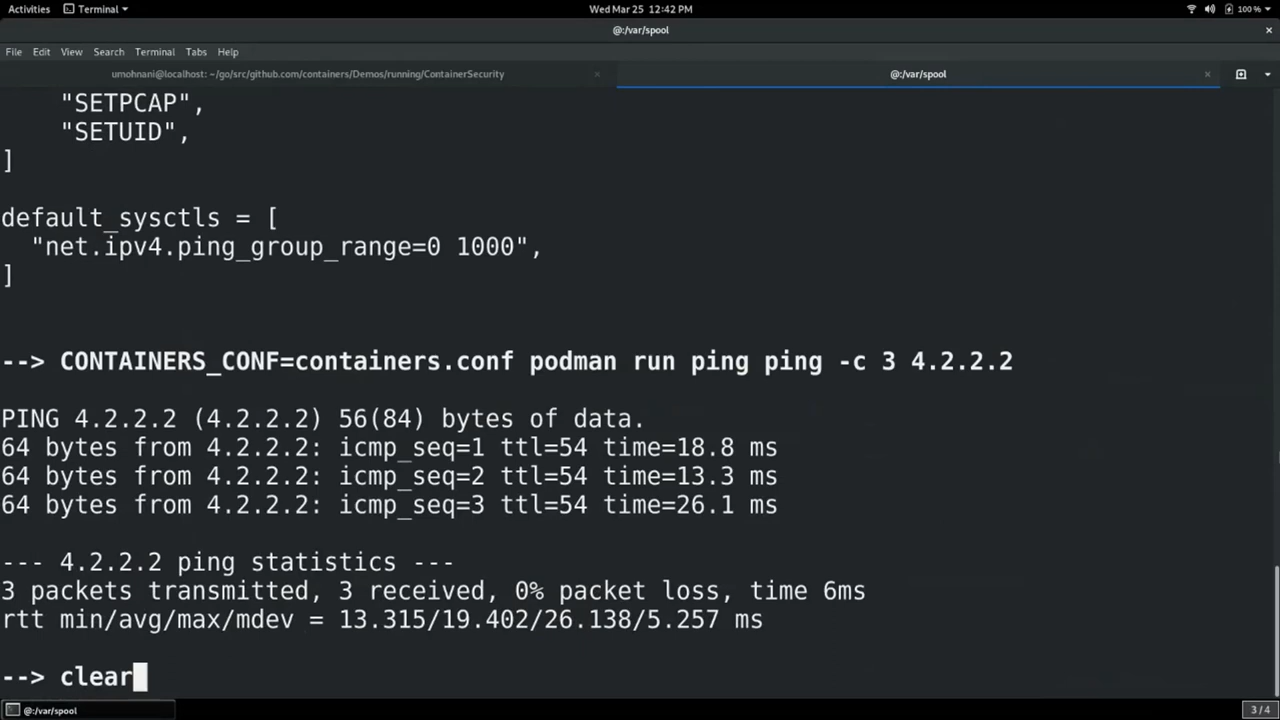 Activities Terminal Wed Mar 25 12:42 PM 100 %
@:/var/spool
File Edit View Search Terminal Tabs Help
umohnani@localhost: ~/go/src/github.com/containers/Demos/running/ContainerSecurity @:/var/spool
"SETPCAP",
"SETUID",
]
default_sysctls = [
"net.ipv4.ping_group_range=0 1000",
]
--> CONTAINERS_CONF=containers.conf podman run ping ping -c 3 4.2.2.2
PING 4.2.2.2 (4.2.2.2) 56(84) bytes of data.
64 bytes from 4.2.2.2: icmp_seq=1 ttl=54 time=18.8 ms
64 bytes from 4.2.2.2: icmp_seq=2 ttl=54 time=13.3 ms
64 bytes from 4.2.2.2: icmp_seq=3 ttl=54 time=26.1 ms
--- 4.2.2.2 ping statistics ---
3 packets transmitted, 3 received, 0% packet loss, time 6ms
rtt min/avg/max/mdev = 13.315/19.402/26.138/5.257 ms
--> clear
@:/var/spool 3 / 4